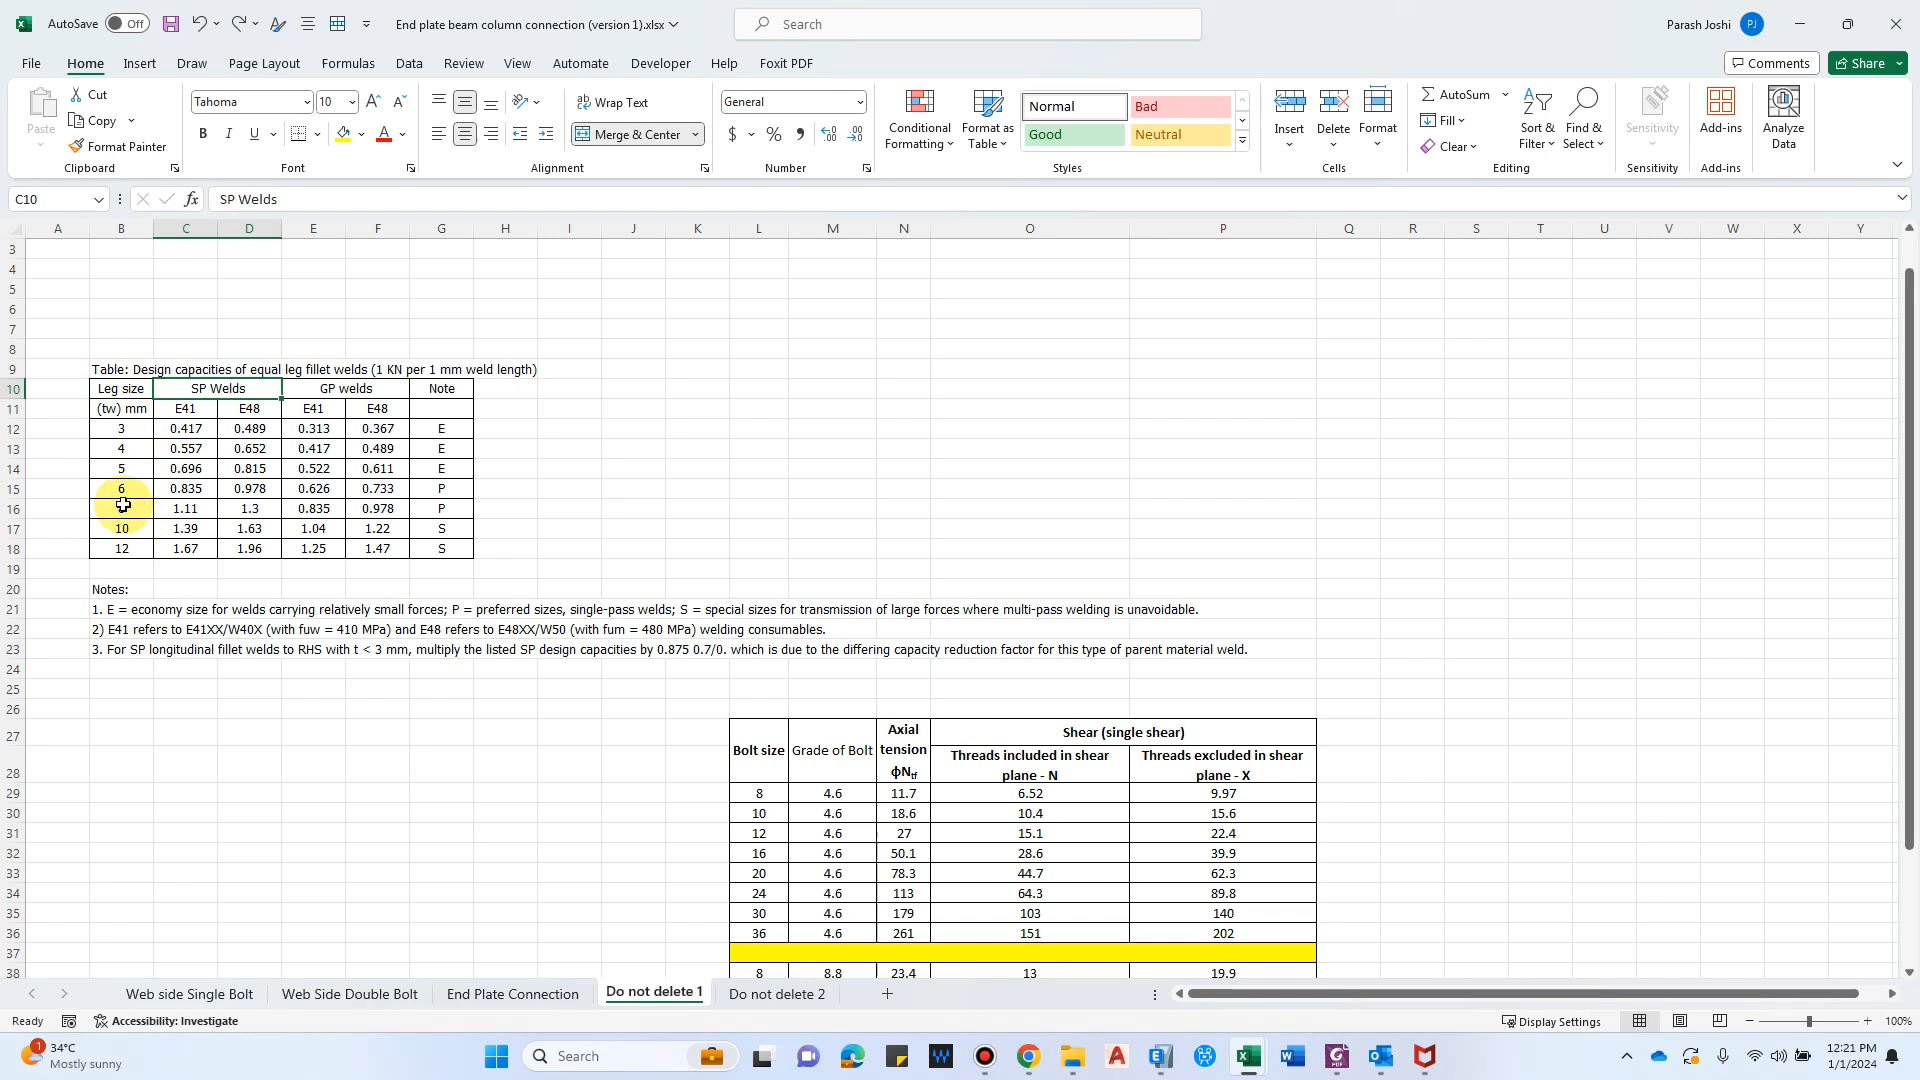 AutoSave Off End plate beam column connection (version 1).xlsx Search Parash Joshi PJ
File Home Insert Draw Page Layout Formulas Data Review View Automate Developer Help Foxit PDF Comments Share
Paste Cut Copy Format Painter Clipboard
Tahoma 10 B I U A Font
Wrap Text Merge & Center Alignment
General $ % Number
Conditional Formatting Format as Table Normal Bad Good Neutral Styles
Insert Delete Format Cells
AutoSum Fill Clear Sort & Filter Find & Select Editing
Sensitivity Sensitivity Add-ins Add-ins Analyze Data
C10 fx SP Welds
A B C D E F G H I J K L M N O P Q R S T U V W X Y
3
4
5
6
7
8
9 Table: Design capacities of equal leg fillet welds (1 KN per 1 mm weld length)
10 Leg size SP Welds GP welds Note
11 (tw) mm E41 E48 E41 E48
12 3 0.417 0.489 0.313 0.367 E
13 4 0.557 0.652 0.417 0.489 E
14 5 0.696 0.815 0.522 0.611 E
15 6 0.835 0.978 0.626 0.733 P
16 1.11 1.3 0.835 0.978 P
17 10 1.39 1.63 1.04 1.22 S
18 12 1.67 1.96 1.25 1.47 S
19
20 Notes:
21 1. E = economy size for welds carrying relatively small forces; P = preferred sizes, single-pass welds; S = special sizes for transmission of large forces where multi-pass welding is unavoidable.
22 2) E41 refers to E41XX/W40X (with fuw = 410 MPa) and E48 refers to E48XX/W50 (with fum = 480 MPa) welding consumables.
23 3. For SP longitudinal fillet welds to RHS with t < 3 mm, multiply the listed SP design capacities by 0.875 0.7/0. which is due to the differing capacity reduction factor for this type of parent material weld.
24
25
26
27 Bolt size Grade of Bolt Axial tension ϕNtf Shear (single shear)
28 Threads included in shear plane - N Threads excluded in shear plane - X
29 8 4.6 11.7 6.52 9.97
30 10 4.6 18.6 10.4 15.6
31 12 4.6 27 15.1 22.4
32 16 4.6 50.1 28.6 39.9
33 20 4.6 78.3 44.7 62.3
34 24 4.6 113 64.3 89.8
35 30 4.6 179 103 140
36 36 4.6 261 151 202
37
38 8 8.8 23.4 13 19.9
Web side Single Bolt Web Side Double Bolt End Plate Connection Do not delete 1 Do not delete 2
Ready Accessibility: Investigate Display Settings 100%
1 34°C Mostly sunny Search 12:21 PM 1/1/2024